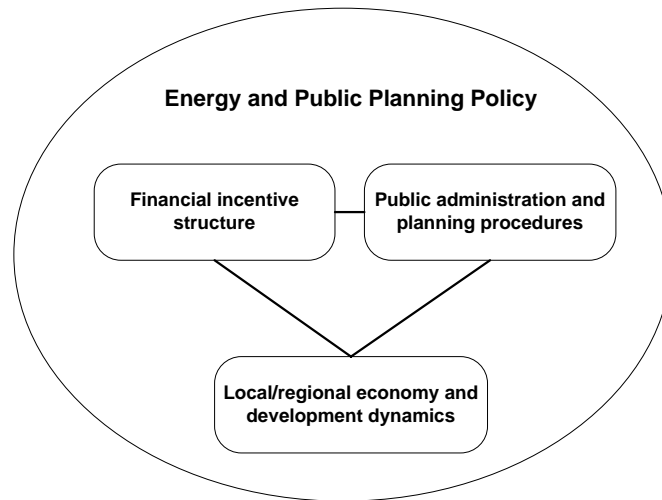 Energy and Public Planning Policy
Financial incentive
structure
Public administration and
planning procedures
Local/regional economy and
development dynamics